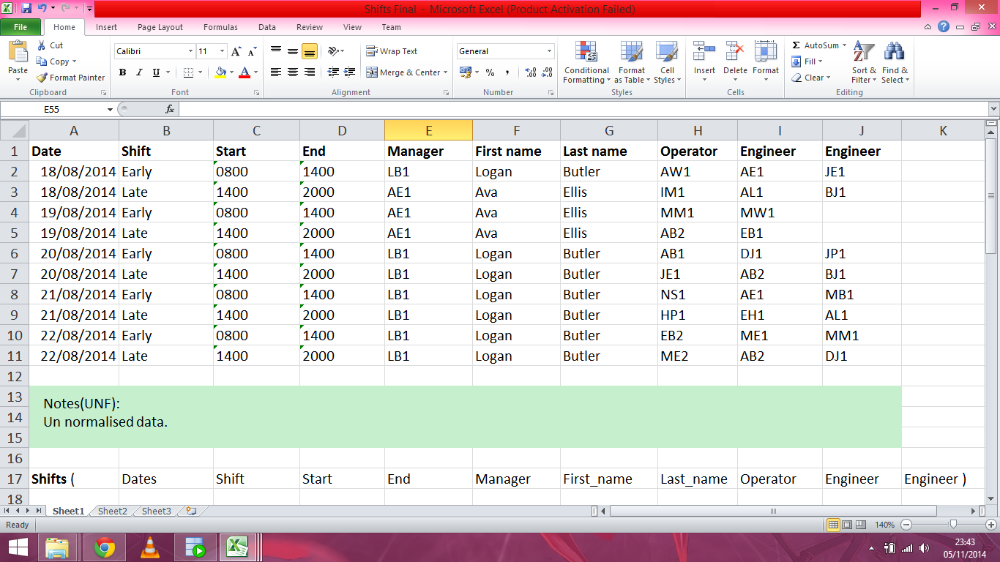 Shifts Final - Microsoft Excel (Product Activation Failed)
File Home Insert Page Layout Formulas Data Review View Team
Paste Cut Copy Format Painter Clipboard
Calibri 11 B I U Font
Wrap Text Merge & Center Alignment
General % , Number
Conditional Formatting Format as Table Cell Styles Styles
Insert Delete Format Cells
Σ AutoSum Fill Clear Sort & Filter Find & Select Editing
E55 fx
A B C D E F G H I J K
1 Date Shift Start End Manager First name Last name Operator Engineer Engineer
2 18/08/2014 Early 0800 1400 LB1 Logan Butler AW1 AE1 JE1
3 18/08/2014 Late 1400 2000 AE1 Ava Ellis IM1 AL1 BJ1
4 19/08/2014 Early 0800 1400 AE1 Ava Ellis MM1 MW1
5 19/08/2014 Late 1400 2000 AE1 Ava Ellis AB2 EB1
6 20/08/2014 Early 0800 1400 LB1 Logan Butler AB1 DJ1 JP1
7 20/08/2014 Late 1400 2000 LB1 Logan Butler JE1 AB2 BJ1
8 21/08/2014 Early 0800 1400 LB1 Logan Butler NS1 AE1 MB1
9 21/08/2014 Late 1400 2000 LB1 Logan Butler HP1 EH1 AL1
10 22/08/2014 Early 0800 1400 LB1 Logan Butler EB2 ME1 MM1
11 22/08/2014 Late 1400 2000 LB1 Logan Butler ME2 AB2 DJ1
12
13 Notes(UNF):
14 Un normalised data.
15
16
17 Shifts ( Dates Shift Start End Manager First_name Last_name Operator Engineer Engineer )
18
Sheet1 Sheet2 Sheet3
Ready 140%
23:43
05/11/2014